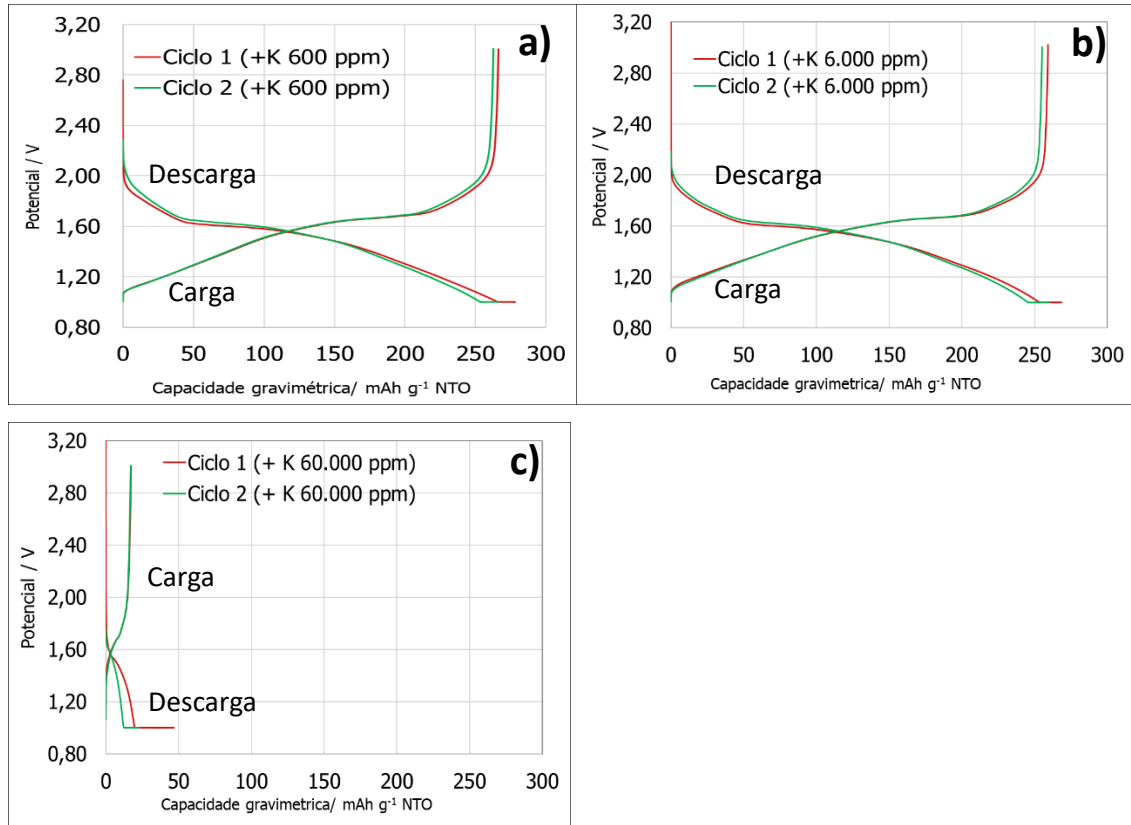 a)
Ciclo 1 (+K 600 ppm)
Ciclo 2 (+K 600 ppm)
3,20
2,80
2,40
2,00
1,60
1,20
0,80
Potencial / V
Descarga
Carga
0 50 100 150 200 250 300
Capacidade gravimétrica/ mAh g⁻¹ NTO
b)
Ciclo 1 (+K 6.000 ppm)
Ciclo 2 (+K 6.000 ppm)
3,20
2,80
2,40
2,00
1,60
1,20
0,80
Potencial / V
Descarga
Carga
0 50 100 150 200 250 300
Capacidade gravimetrica/ mAh g⁻¹ NTO
c)
Ciclo 1 (+ K 60.000 ppm)
Ciclo 2 (+ K 60.000 ppm)
3,20
2,80
2,40
2,00
1,60
1,20
0,80
Potencial / V
Carga
Descarga
0 50 100 150 200 250 300
Capacidade gravimetrica/ mAh g⁻¹ NTO